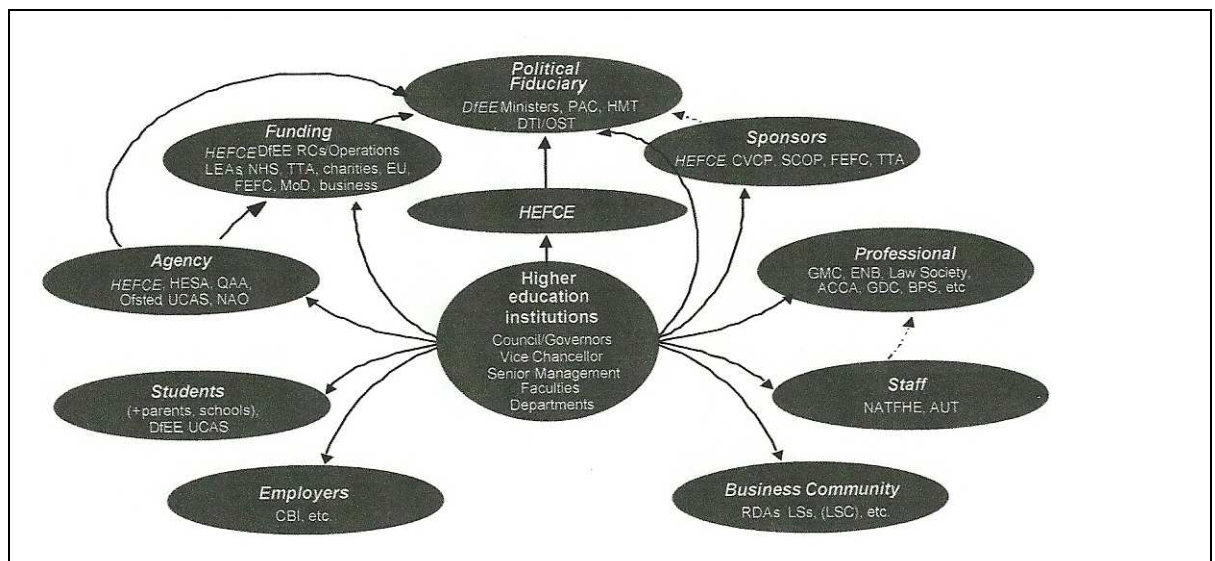 Political
Fiduciary
DfEE Ministers, PAC, HMT
DTI/OST
Funding
HEFCE DfEE RCs/Operations
LEAs, NHS, TTA, charities, EU,
FEFC, MoD, business
Sponsors
HEFCE, CVCP, SCOP, FEFC, TTA
HEFCE
Agency
HEFCE, HESA, QAA,
Ofsted, UCAS, NAO
Higher
education
institutions
Council/Governors
Vice Chancellor
Senior Management
Faculties
Departments
Professional
GMC, ENB, Law Society,
ACCA, GDC, BPS, etc
Students
(+parents, schools),
DfEE, UCAS
Staff
NATFHE, AUT
Employers
CBI, etc.
Business Community
RDAs, LSs, (LSC), etc.